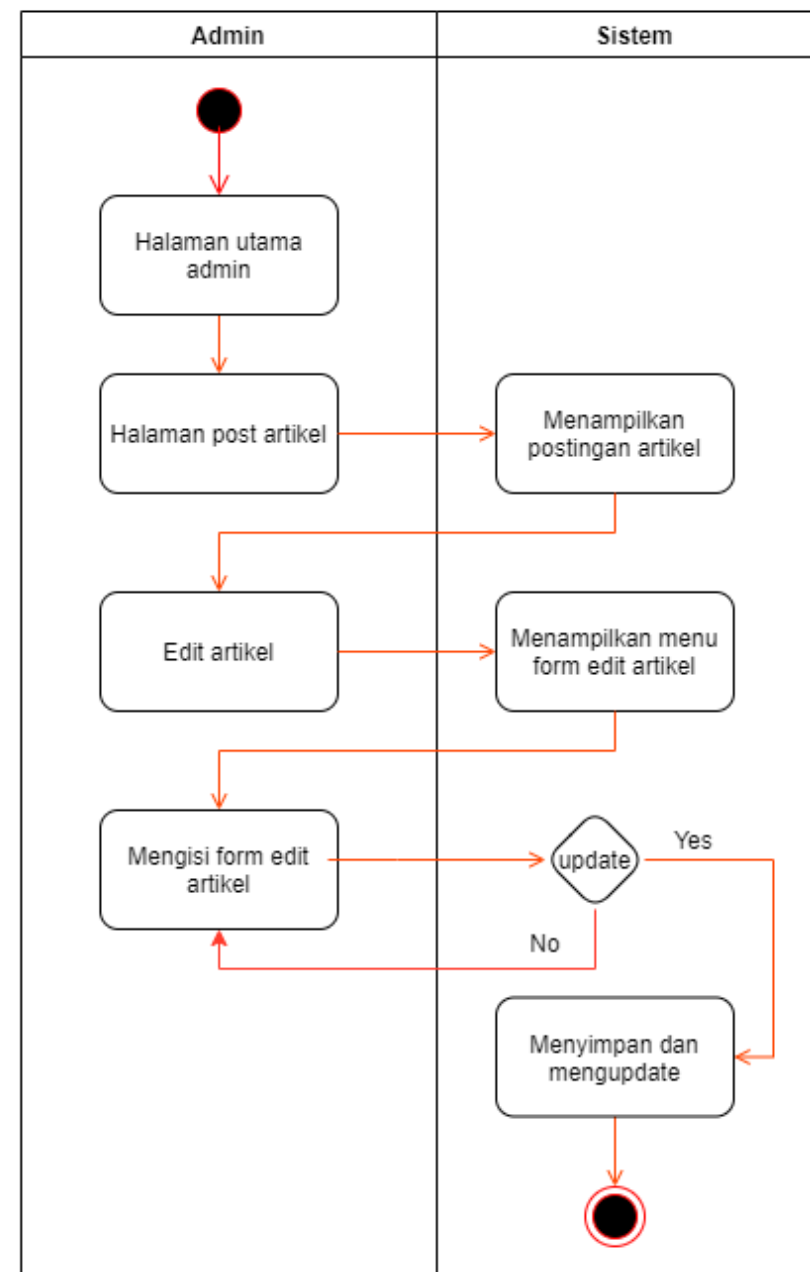 Admin
Sistem
Halaman utama
admin
Halaman post artikel
Menampilkan
postingan artikel
Edit artikel
Menampilkan menu
form edit artikel
Mengisi form edit
artikel
update
Yes
No
Menyimpan dan
mengupdate